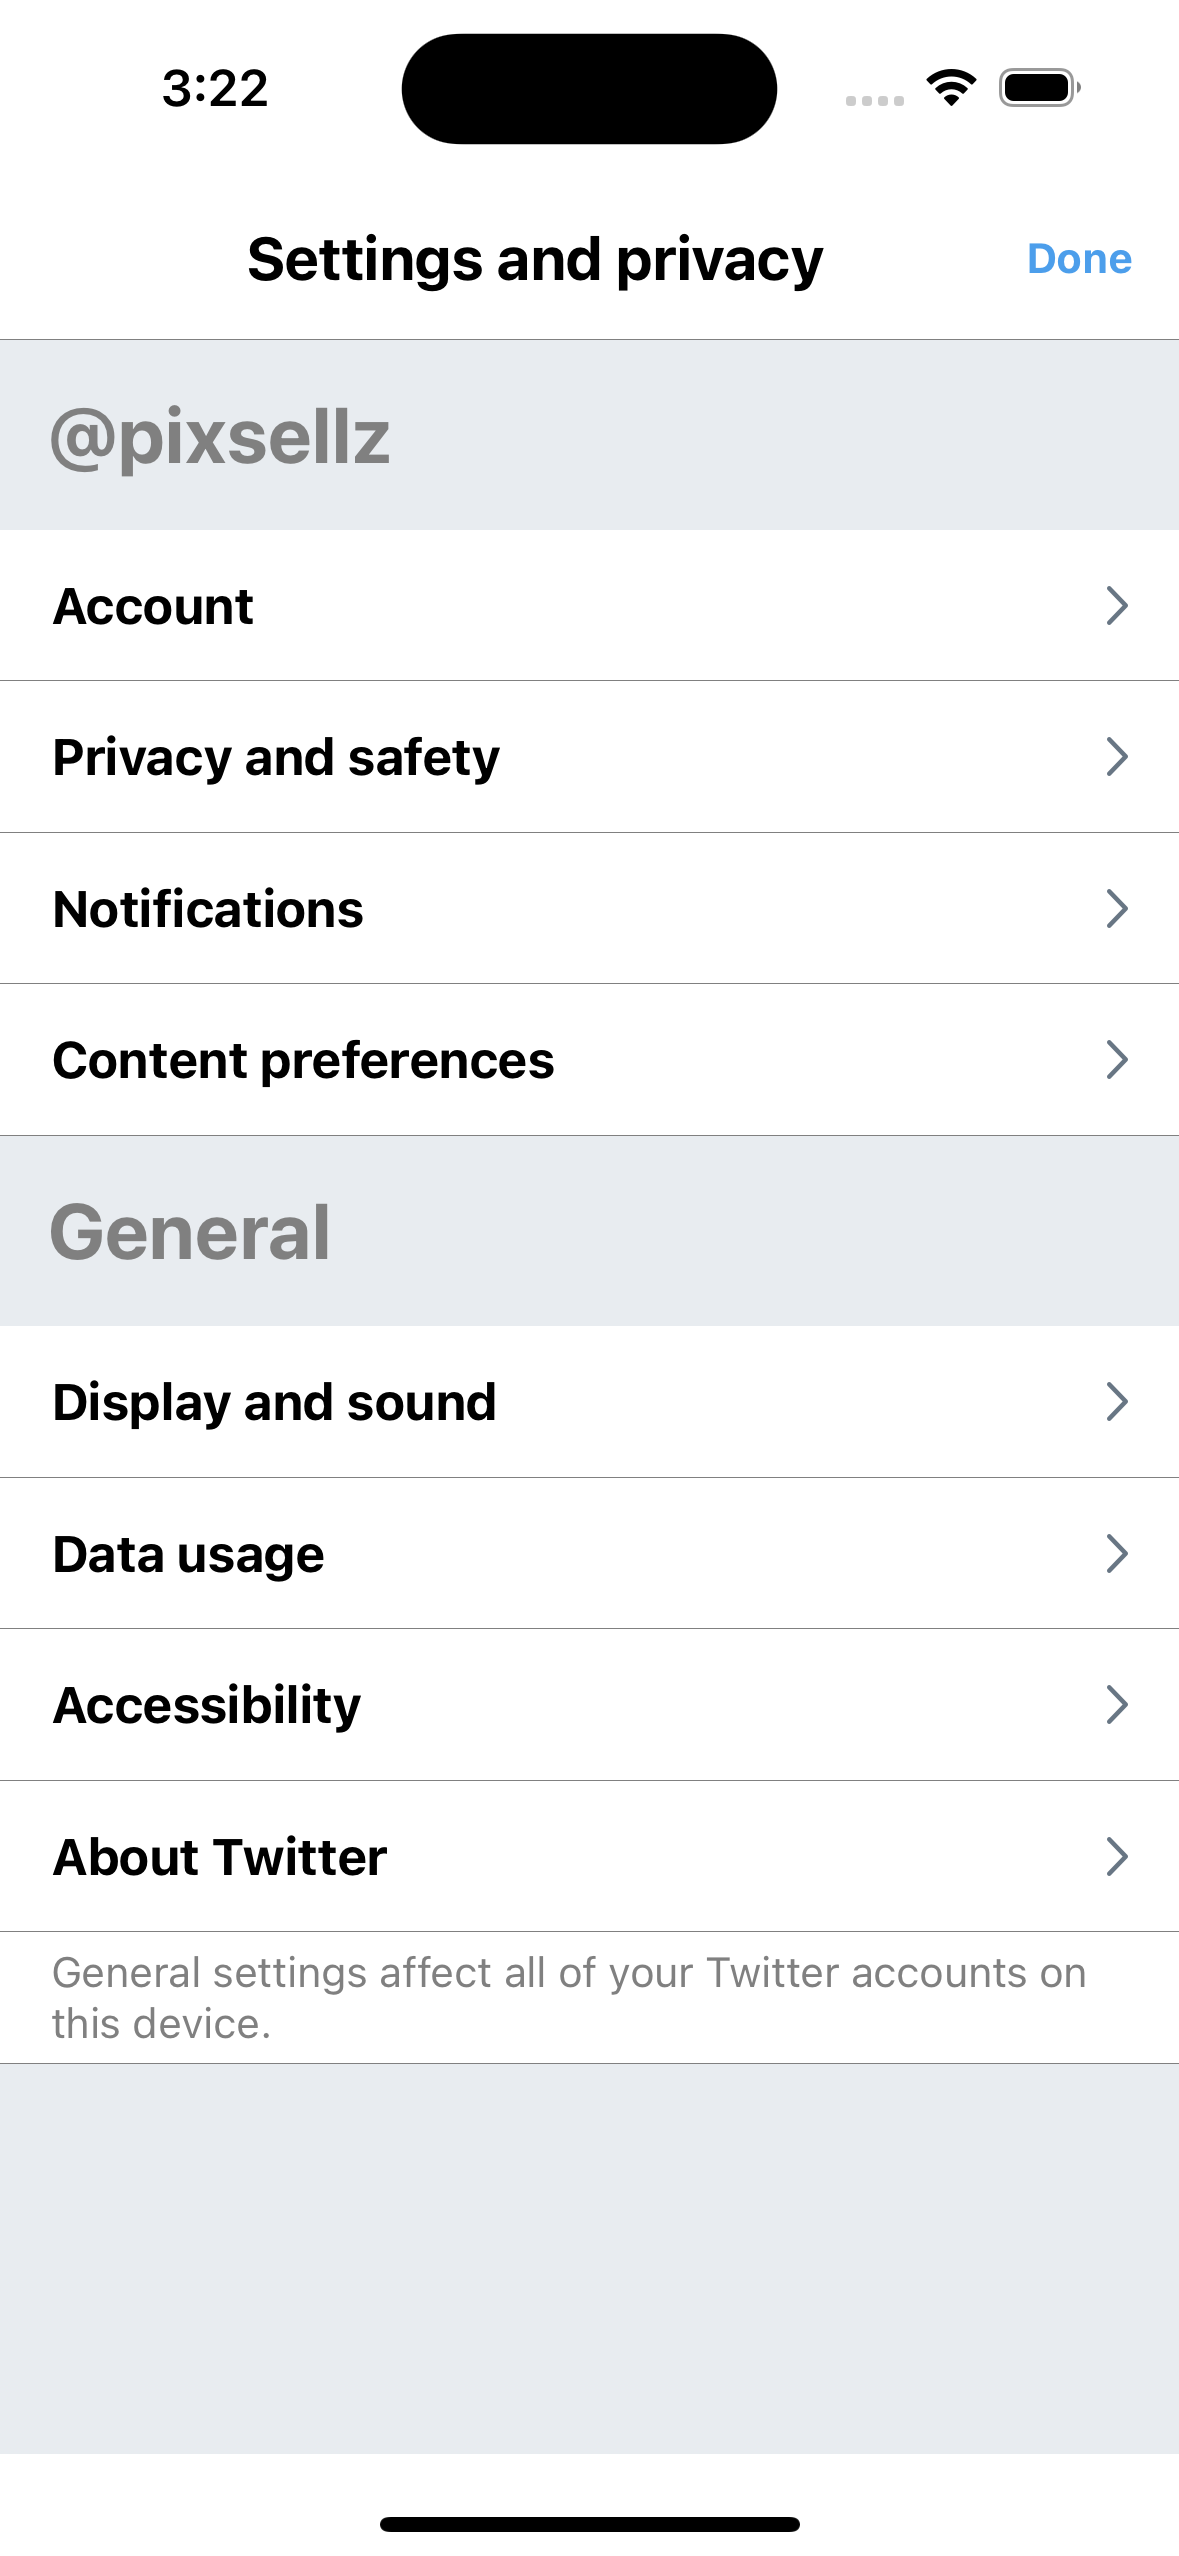 3:22
Settings and privacy
Done
@pixsellz
Account
Privacy and safety
Notifications
Content preferences
General
Display and sound
Data usage
Accessibility
About Twitter
General settings affect all of your Twitter accounts on
this device.